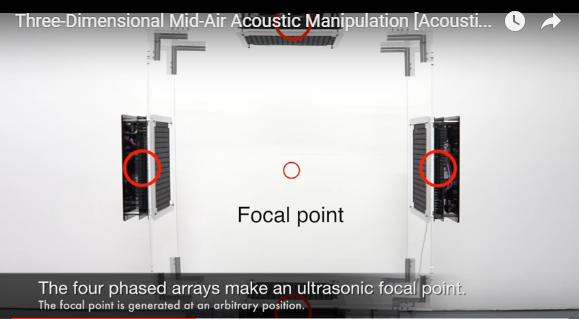 Three-Dimensional Mid-Air Acoustic Manipulation [Acousti...
Focal point
The four phased arrays make an ultrasonic focal point.
The focal point is generated at an arbitrary position.